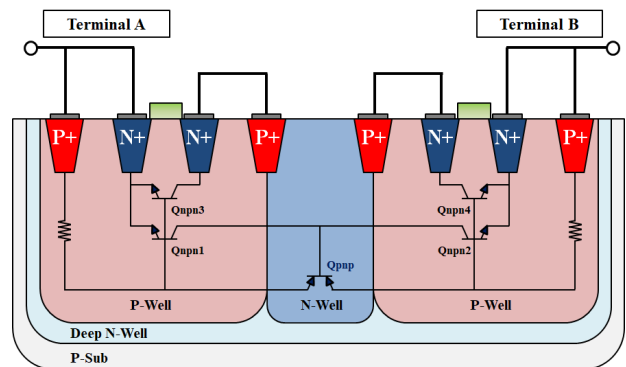 Terminal A
Terminal B
P+
N+
N+
P+
P+
N+
N+
P+
Qnpn3
Qnpn4
Qnpn1
Qnpn2
Qpnp
P-Well
N-Well
P-Well
Deep N-Well
P-Sub